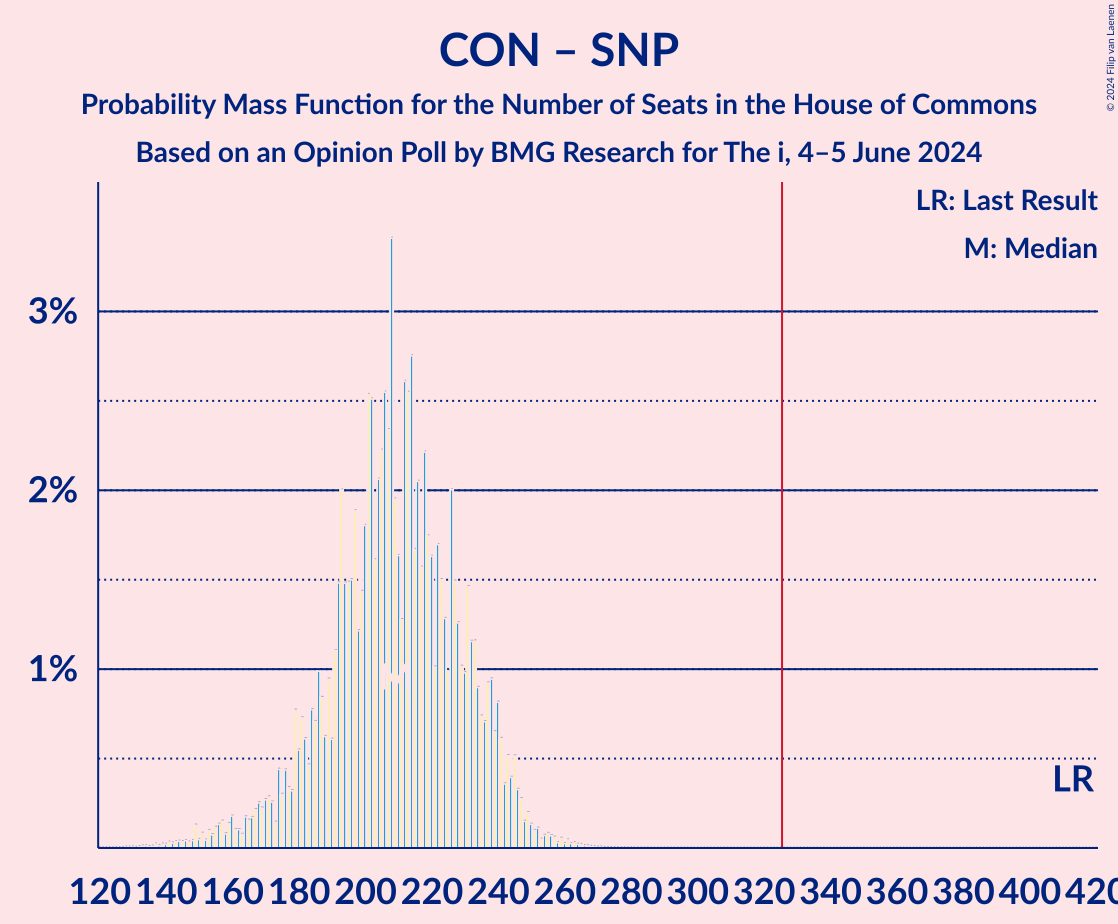 CON – SNP
Probability Mass Function for the Number of Seats in the House of Commons
Based on an Opinion Poll by BMG Research for The i, 4–5 June 2024
© 2024 Filip van Laenen
LR: Last Result
M: Median
3%
2%
1%
M
LR
120 140 160 180 200 220 240 260 280 300 320 340 360 380 400 420